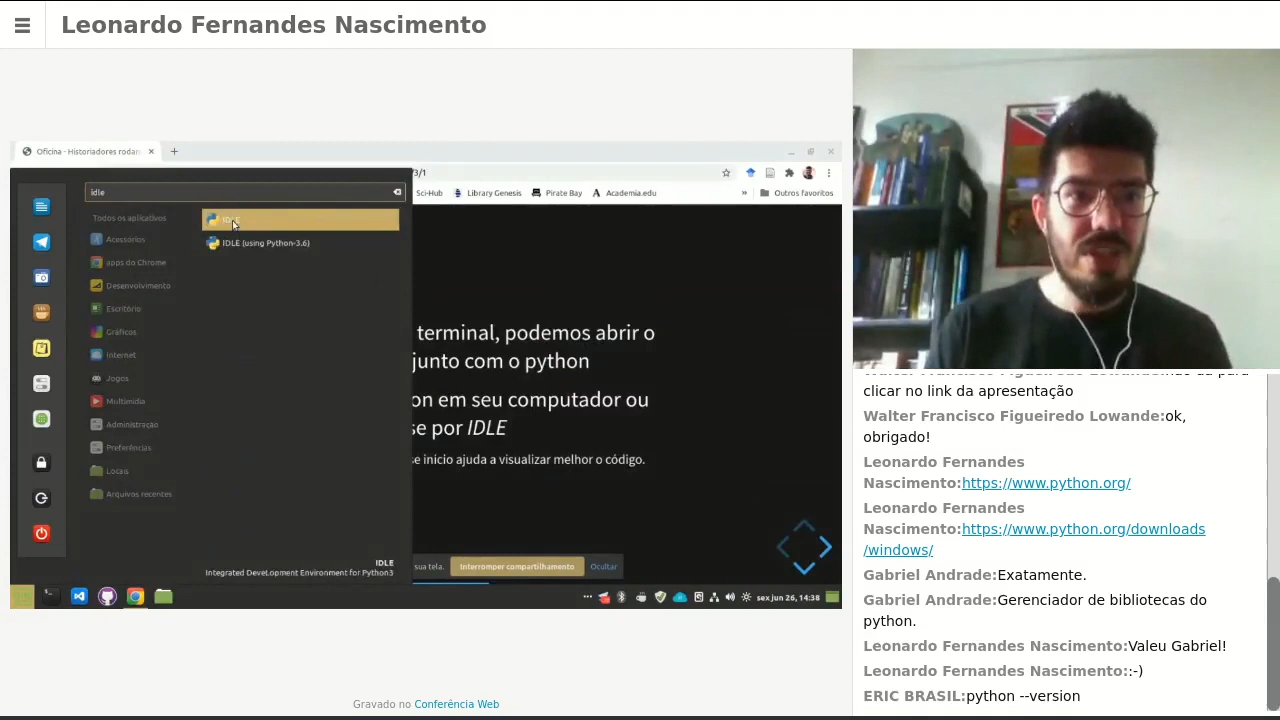 Leonardo Fernandes Nascimento
Oficina - Historiadores rodan
/3/1
Sci-Hub
Library Genesis
Pirate Bay
Academia.edu
»
Outros favoritos
idle
Todos os aplicativos
Acessórios
apps do Chrome
Desenvolvimento
Escritório
Gráficos
Internet
Jogos
Multimídia
Administração
Preferências
Locais
Arquivos recentes
IDLE
IDLE (using Python-3.6)
IDLE
Integrated DeveLopment Environment for Python3
terminal, podemos abrir o
junto com o python
on em seu computador ou
se por IDLE
se início ajuda a visualizar melhor o código.
sua tela.
Interromper compartilhamento
Ocultar
sex jun 26, 14:38
Gravado no Conferência Web
clicar no link da apresentação
Walter Francisco Figueiredo Lowande:ok,
obrigado!
Leonardo Fernandes
Nascimento:https://www.python.org/
Leonardo Fernandes
Nascimento:https://www.python.org/downloads
/windows/
Gabriel Andrade:Exatamente.
Gabriel Andrade:Gerenciador de bibliotecas do
python.
Leonardo Fernandes Nascimento:Valeu Gabriel!
Leonardo Fernandes Nascimento::-)
ERIC BRASIL:python --version